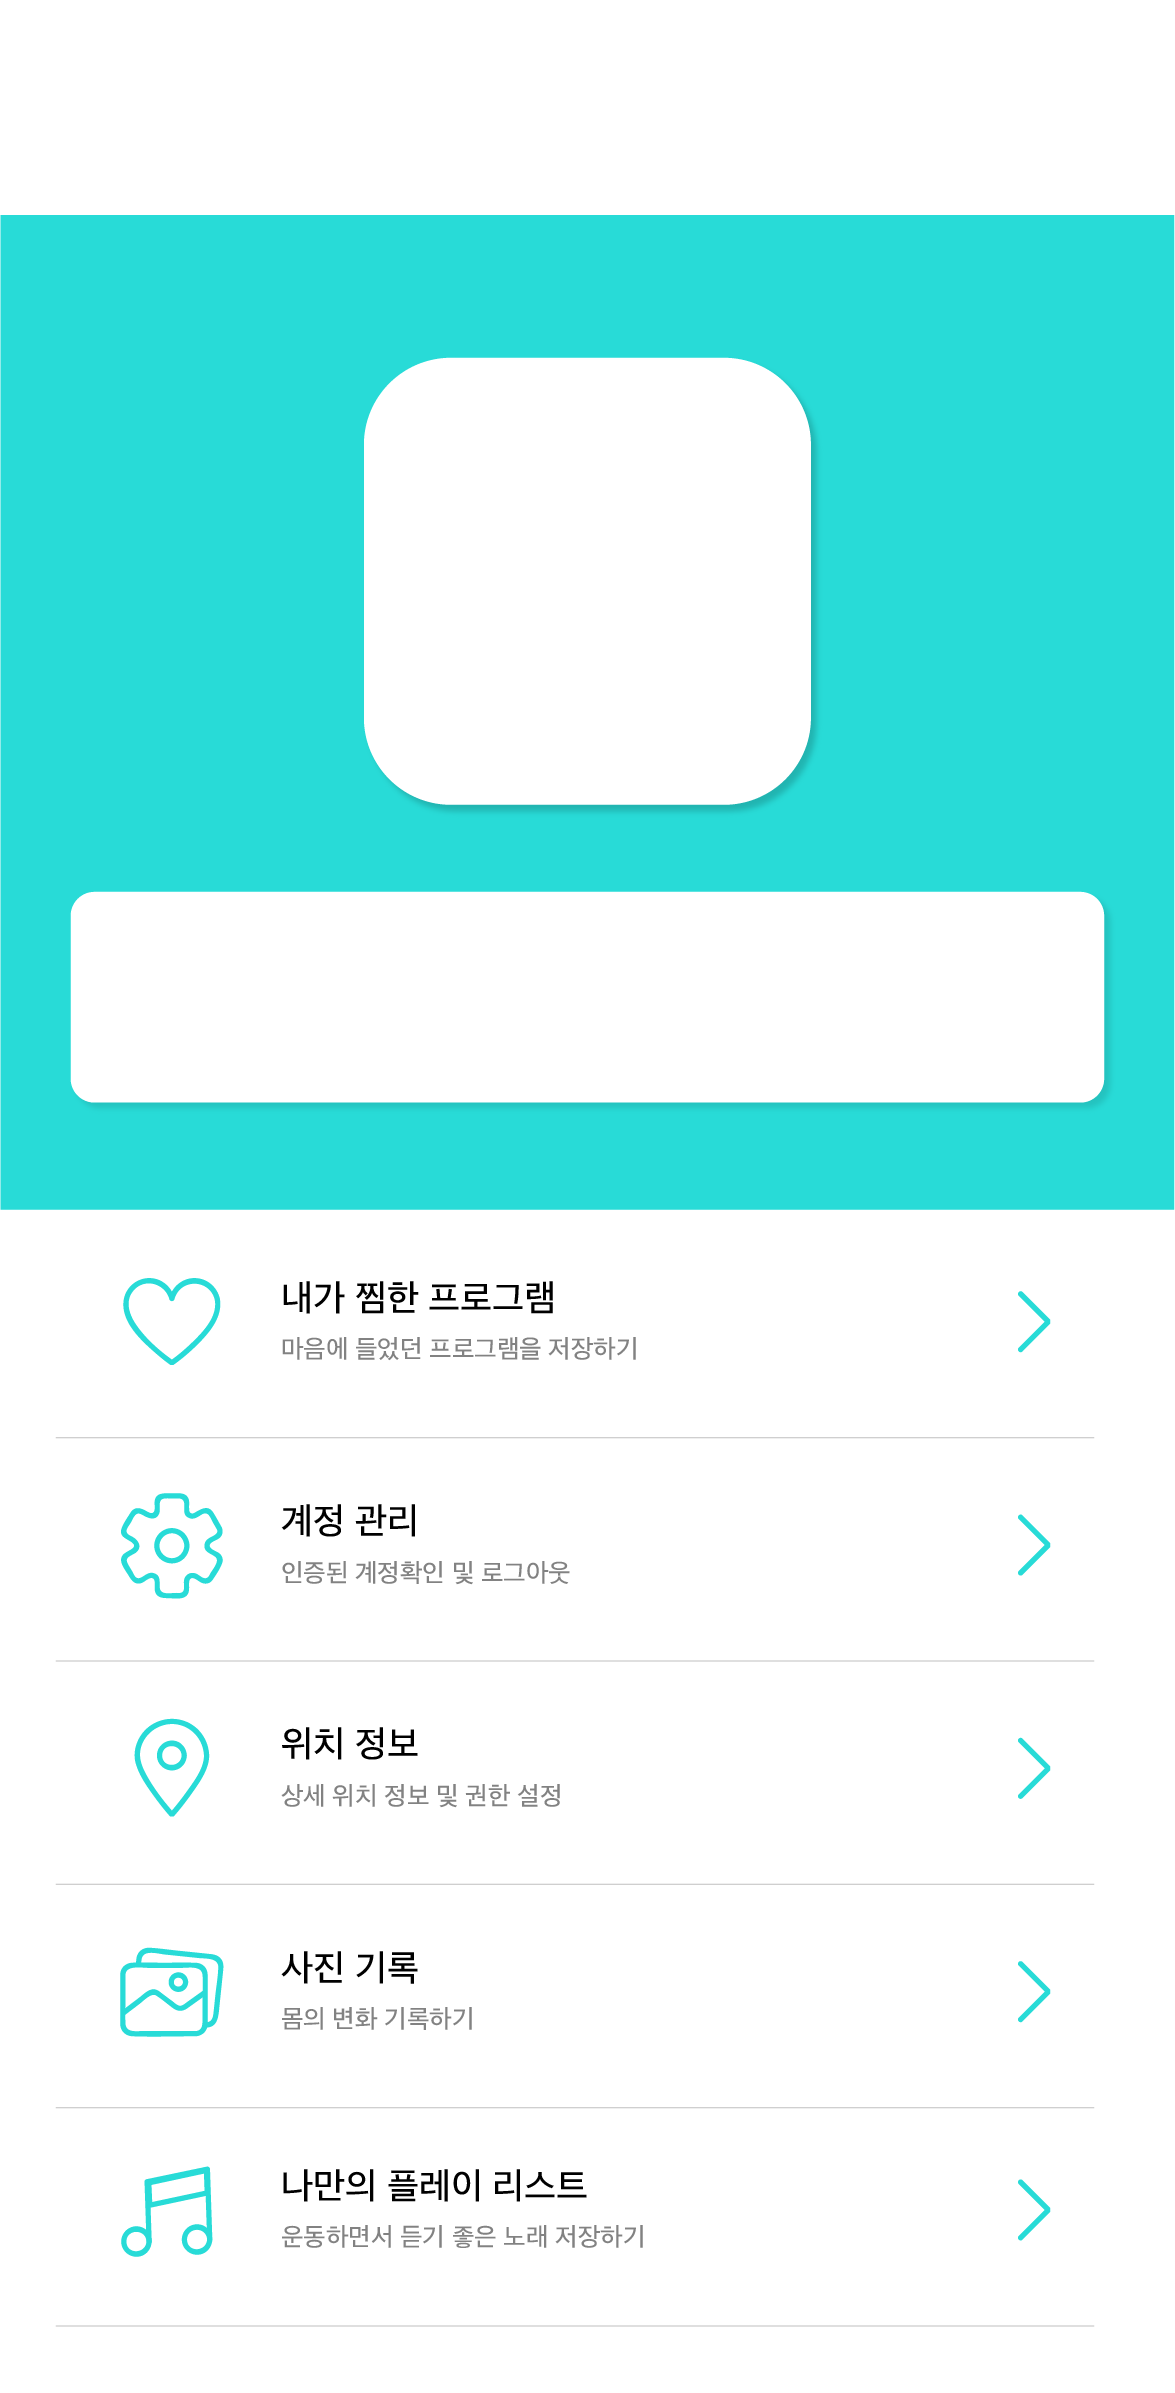 내가 찜한 프로그램
마음에 들었던 프로그램을 저장하기
계정 관리
인증된 계정확인 및 로그아웃
위치 정보
상세 위치 정보 및 권한 설정
사진 기록
몸의 변화 기록하기
나만의 플레이 리스트
운동하면서 듣기 좋은 노래 저장하기